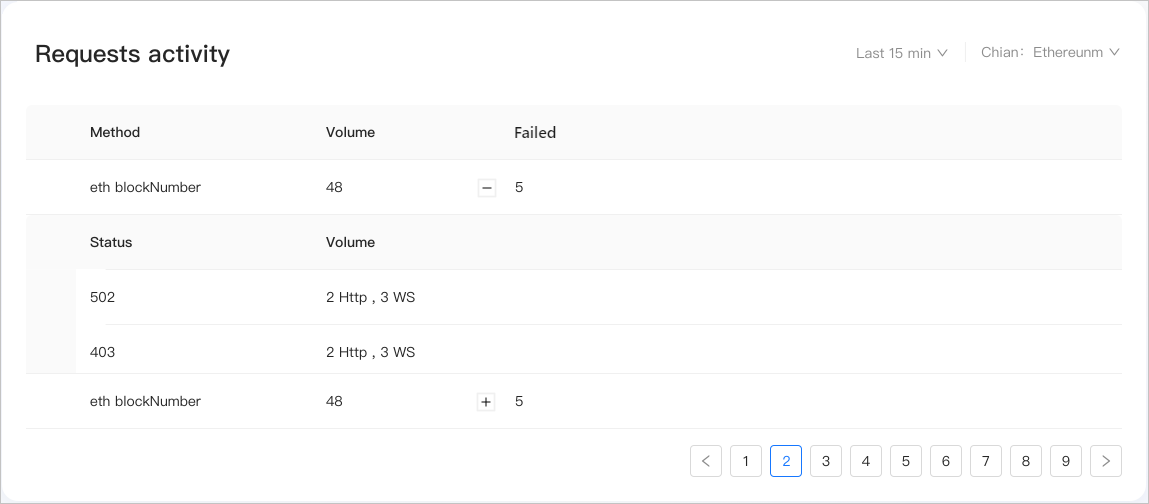 Requests activity
Last 15 min
Chian: Ethereunm
Method Volume Failed
eth blockNumber 48 5
Status Volume
502 2 Http , 3 WS
403 2 Http , 3 WS
eth blockNumber 48 5
1 2 3 4 5 6 7 8 9